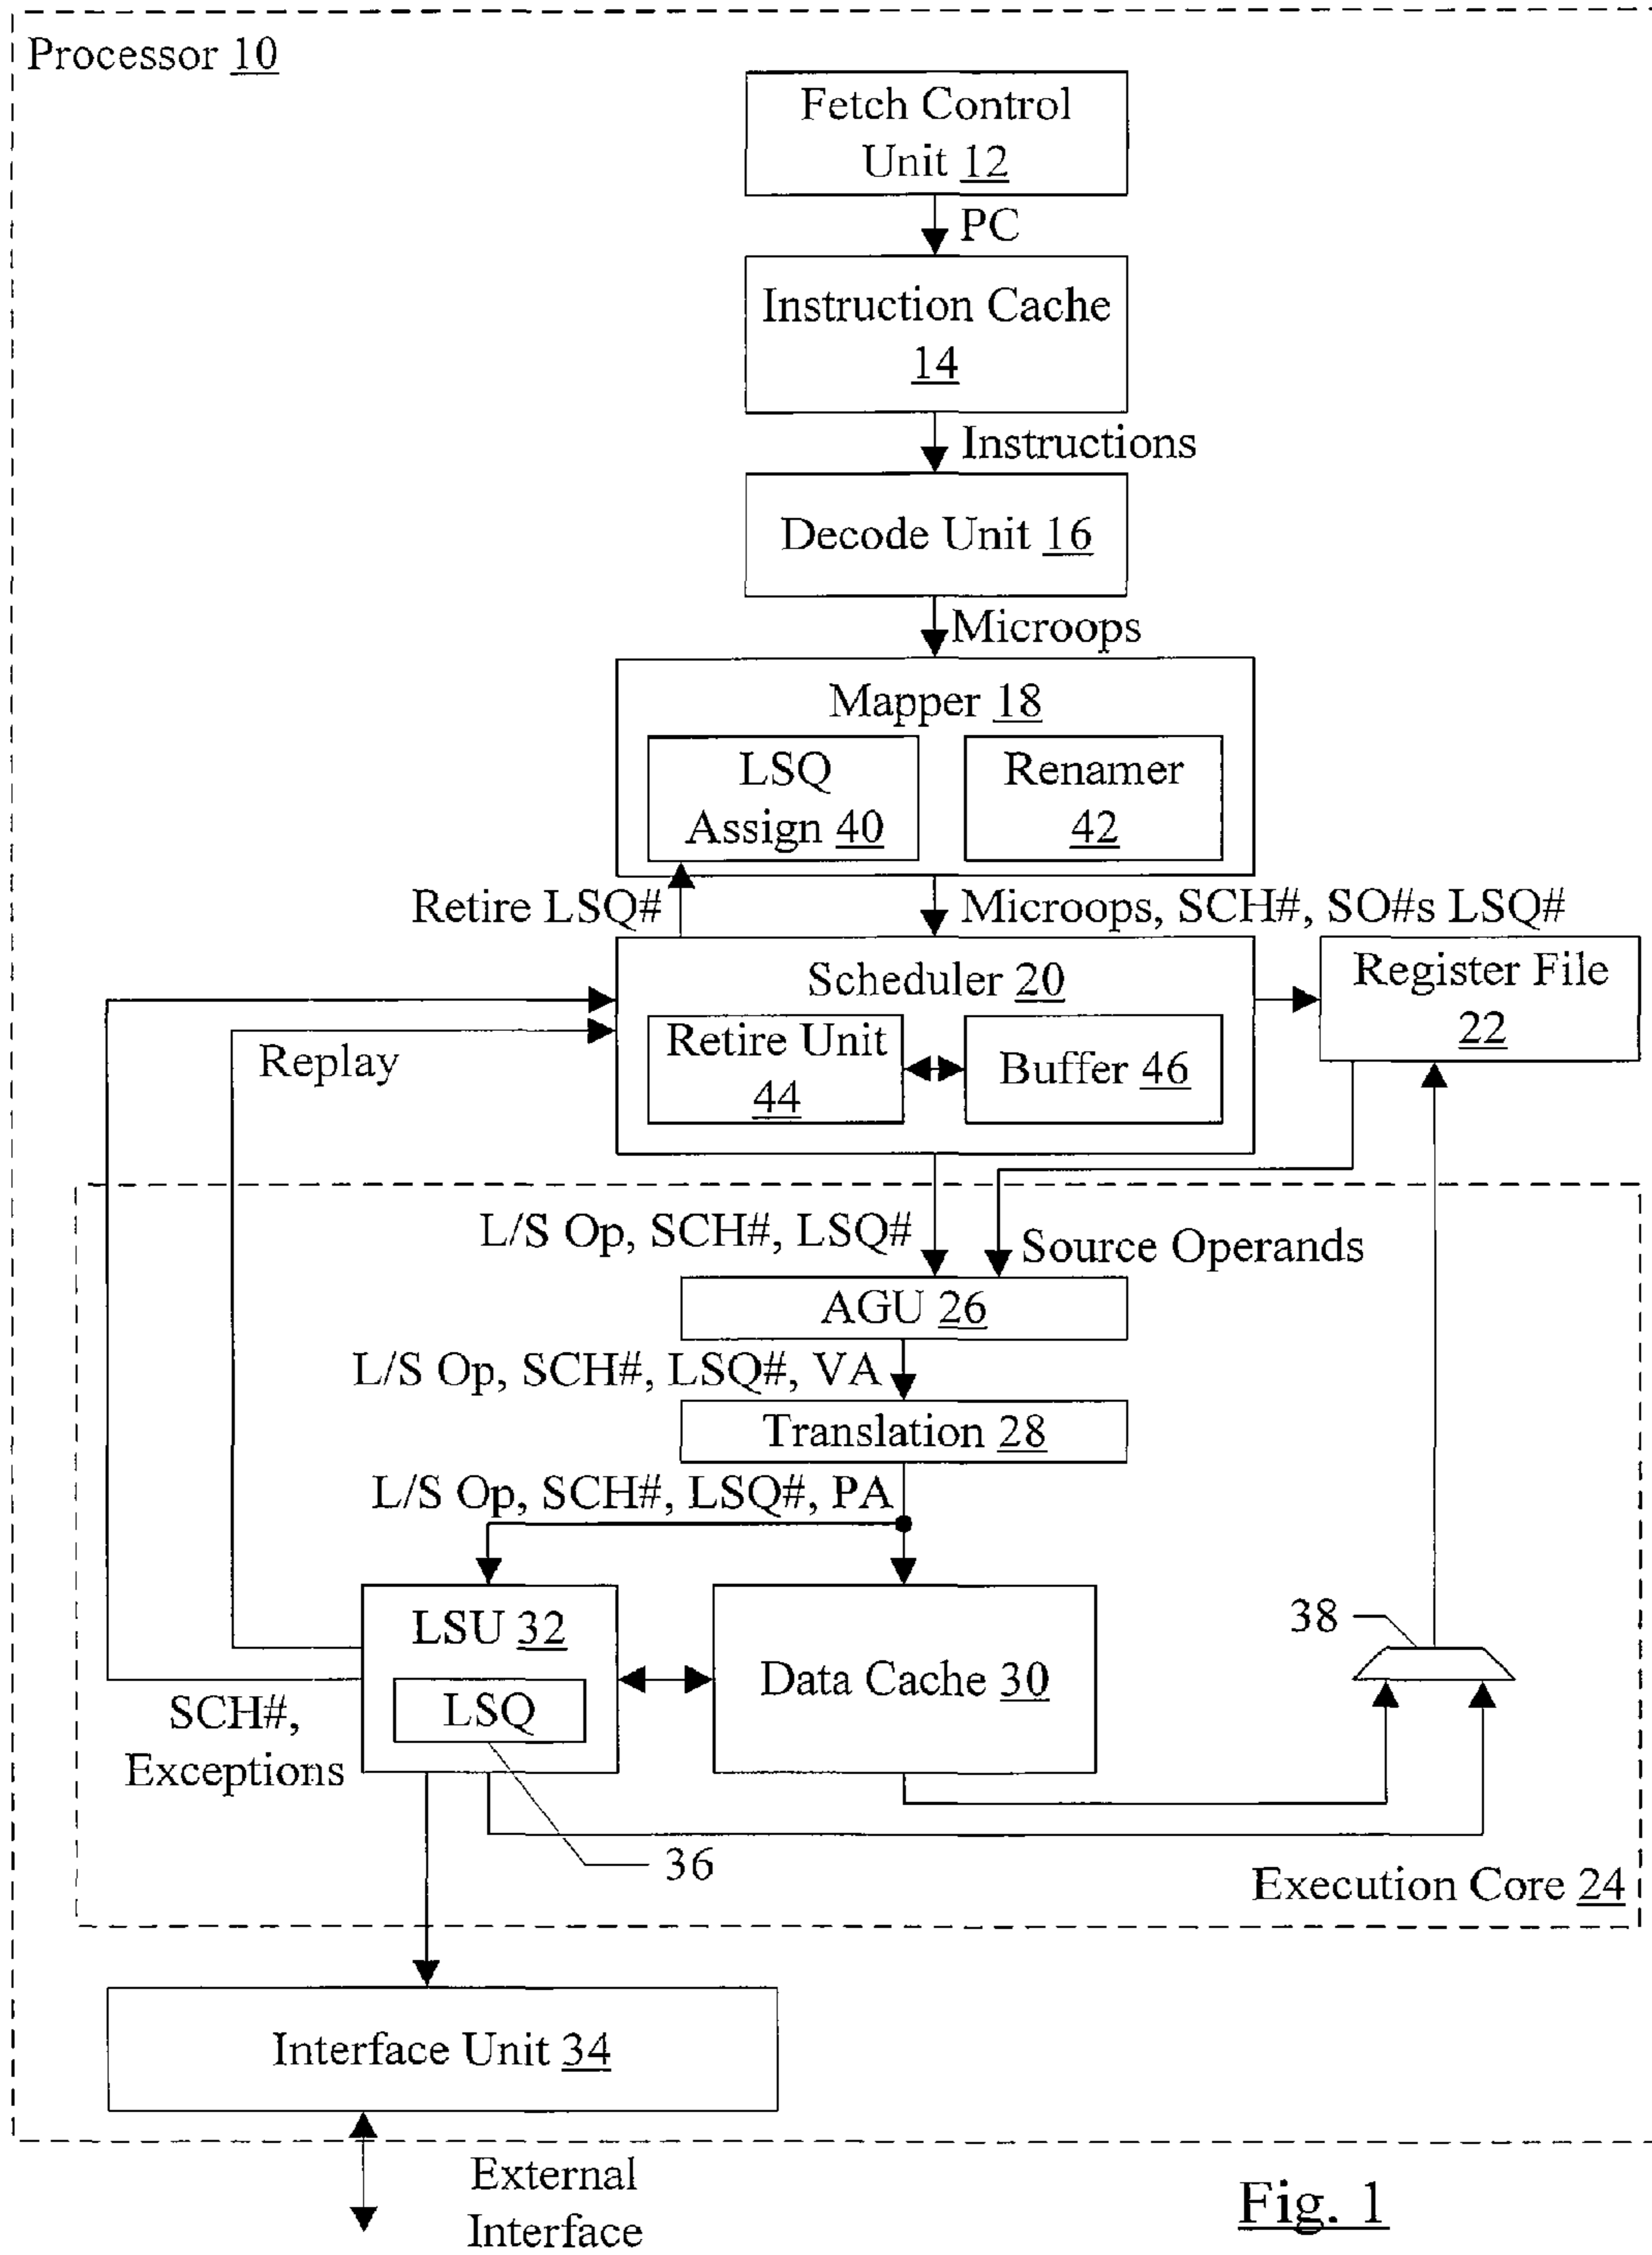 Processor 10
Fetch Control
Unit 12
PC
Instruction Cache
14
Instructions
Decode Unit 16
Microops
Mapper 18
LSQ
Assign 40
Renamer
42
Retire LSQ#
Microops, SCH#, SO#s LSQ#
Scheduler 20
Retire Unit
44
Buffer 46
Register File
22
Replay
L/S Op, SCH#, LSQ#
Source Operands
AGU 26
L/S Op, SCH#, LSQ#, VA
Translation 28
L/S Op, SCH#, LSQ#, PA
LSU 32
LSQ
Data Cache 30
38
SCH#,
Exceptions
36
Execution Core 24
Interface Unit 34
External
Interface
Fig. 1